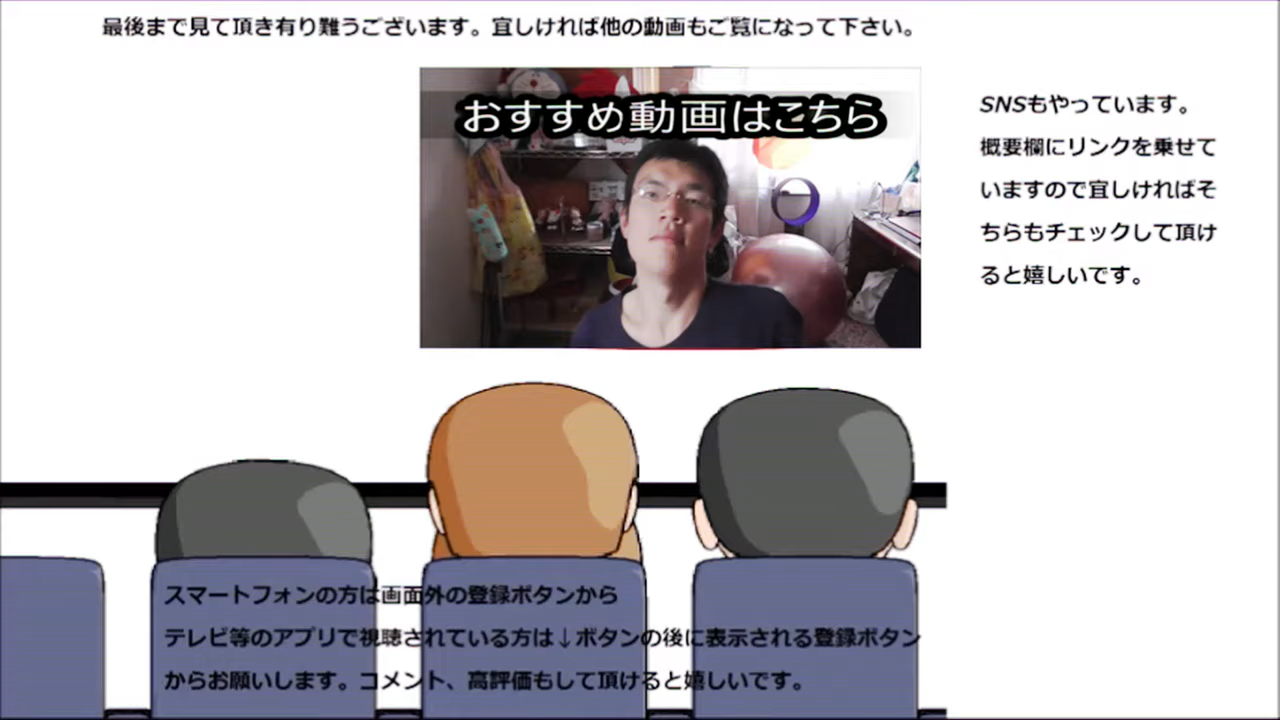 最後まで見て頂き有り難うございます。宜しければ他の動画もご覧になって下さい。
おすすめ動画はこちら
SNSもやっています。
概要欄にリンクを乗せて
いますので宜しければそ
ちらもチェックして頂け
ると嬉しいです。
スマートフォンの方は画面外の登録ボタンから
テレビ等のアプリで視聴されている方は↓ボタンの後に表示される登録ボタン
からお願いします。コメント、高評価もして頂けると嬉しいです。